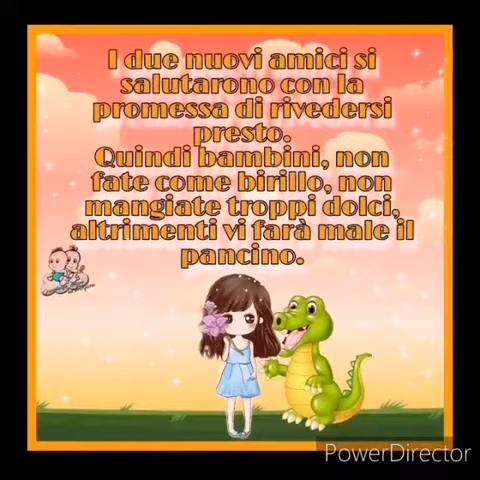 I due nuovi amici si
salutarono con la
promessa di rivedersi
presto.
Quindi bambini, non
fate come birillo, non
mangiate troppi dolci,
altrimenti vi farà male il
pancino.
PowerDirector